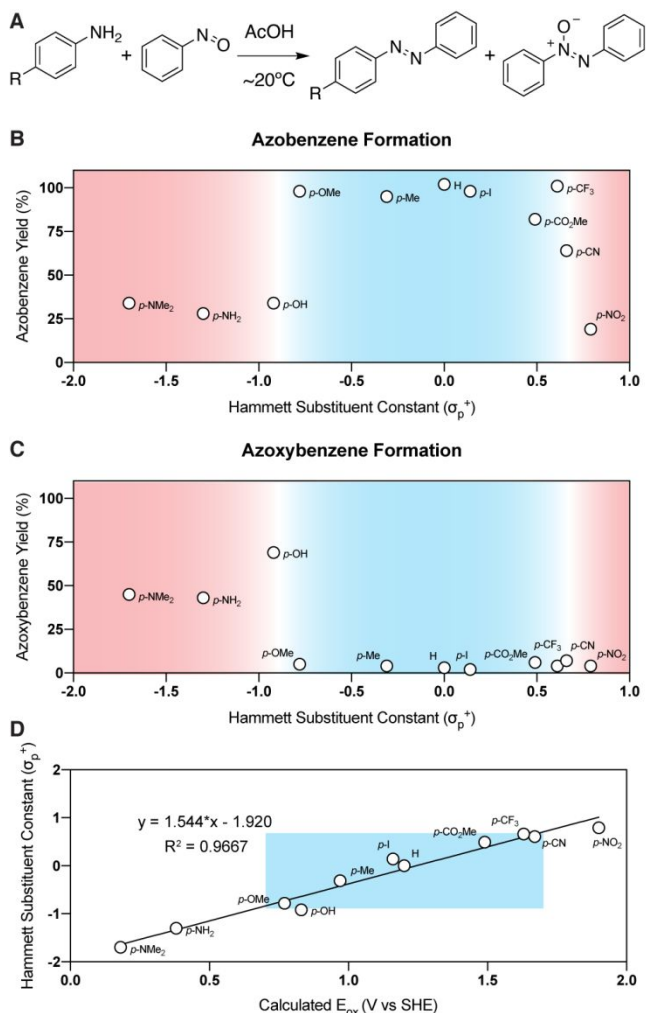 A
NH₂
R
+
N
O
AcOH
~20ºC
N
N
R
+
O⁻
N⁺
N
B
Azobenzene Formation
Azobenzene Yield (%)
100
75
50
25
0
p-NMe₂
p-NH₂
p-OH
p-OMe
p-Me
H
p-I
p-CF₃
p-CO₂Me
p-CN
p-NO₂
-2.0 -1.5 -1.0 -0.5 0.0 0.5 1.0
Hammett Substituent Constant (σₚ⁺)
C
Azoxybenzene Formation
Azoxybenzene Yield (%)
100
75
50
25
0
p-NMe₂
p-NH₂
p-OH
p-OMe
p-Me
H
p-I
p-CO₂Me
p-CF₃
p-CN
p-NO₂
-2.0 -1.5 -1.0 -0.5 0.0 0.5 1.0
Hammett Substituent Constant (σₚ⁺)
D
Hammett Substituent Constant (σₚ⁺)
2
1
0
-1
-2
y = 1.544*x - 1.920
R² = 0.9667
p-NMe₂
p-NH₂
p-OMe
p-OH
p-Me
p-I
H
p-CO₂Me
p-CF₃
p-CN
p-NO₂
0.0 0.5 1.0 1.5 2.0
Calculated Eₒₓ (V vs SHE)